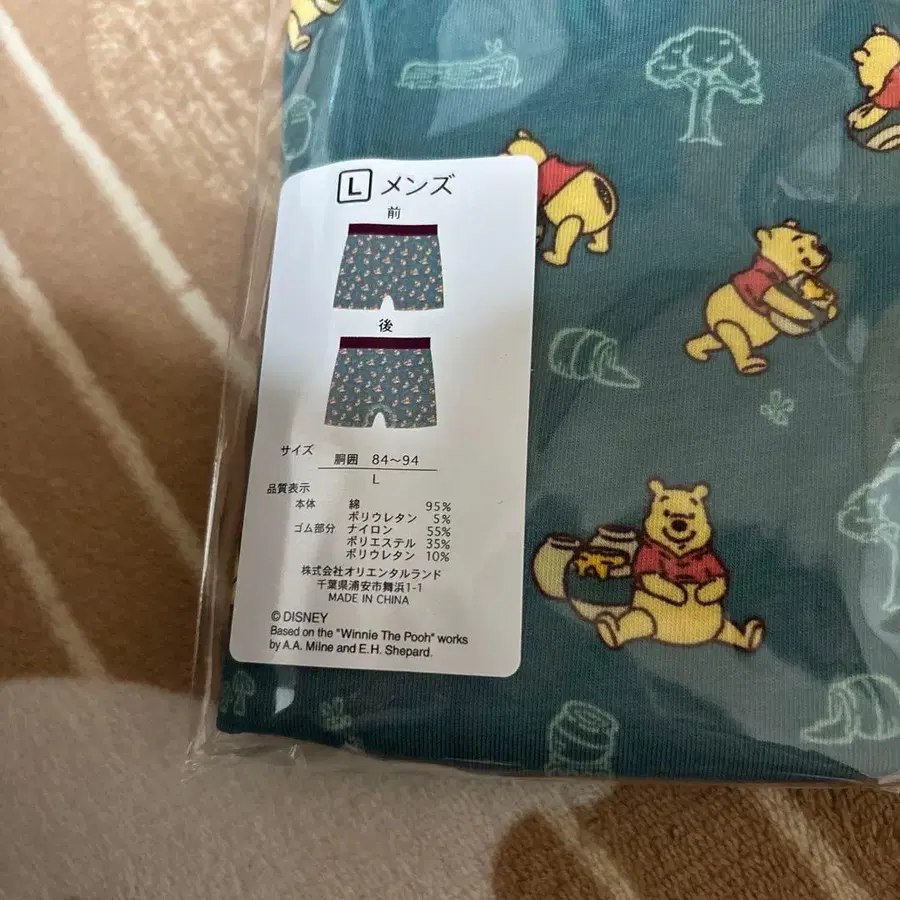 L メンズ
前
後
サイズ 胴囲 84〜94
L
品質表示
本体 綿 95%
ポリウレタン 5%
ゴム部分 ナイロン 55%
ポリエステル 35%
ポリウレタン 10%
株式会社オリエンタルランド
千葉県浦安市舞浜1-1
MADE IN CHINA
© DISNEY
Based on the "Winnie The Pooh" works
by A.A. Milne and E.H. Shepard.